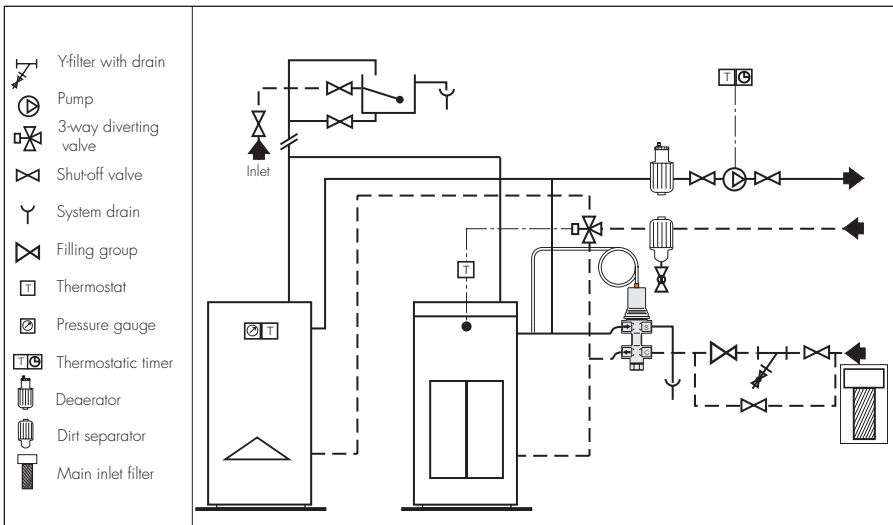 Y-filter with drain
Pump
3-way diverting
valve
Shut-off valve
System drain
Filling group
T
Thermostat
Pressure gauge
T
Thermostatic timer
Deaerator
Dirt separator
Main inlet filter
Inlet
T
T
T
S
C